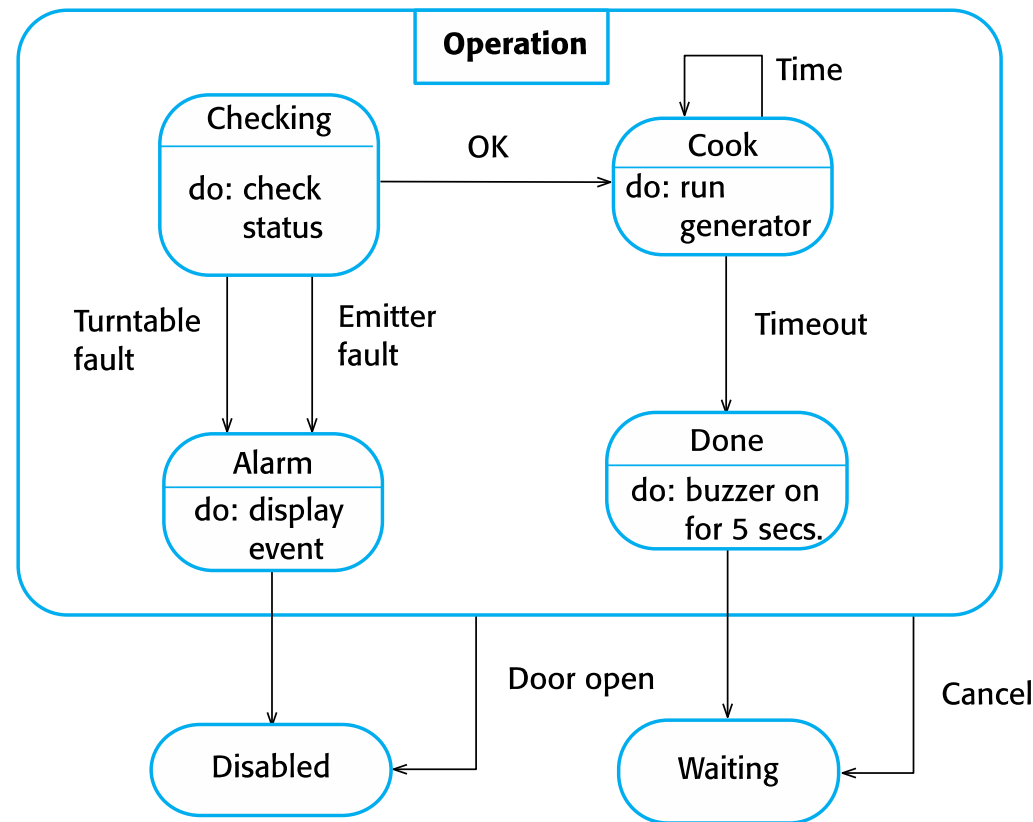 Operation
Time
Checking
OK
Cook
do: check
status
do: run
generator
Turntable
fault
Emitter
fault
Timeout
Alarm
do: display
event
Done
do: buzzer on
for 5 secs.
Door open
Cancel
Disabled
Waiting